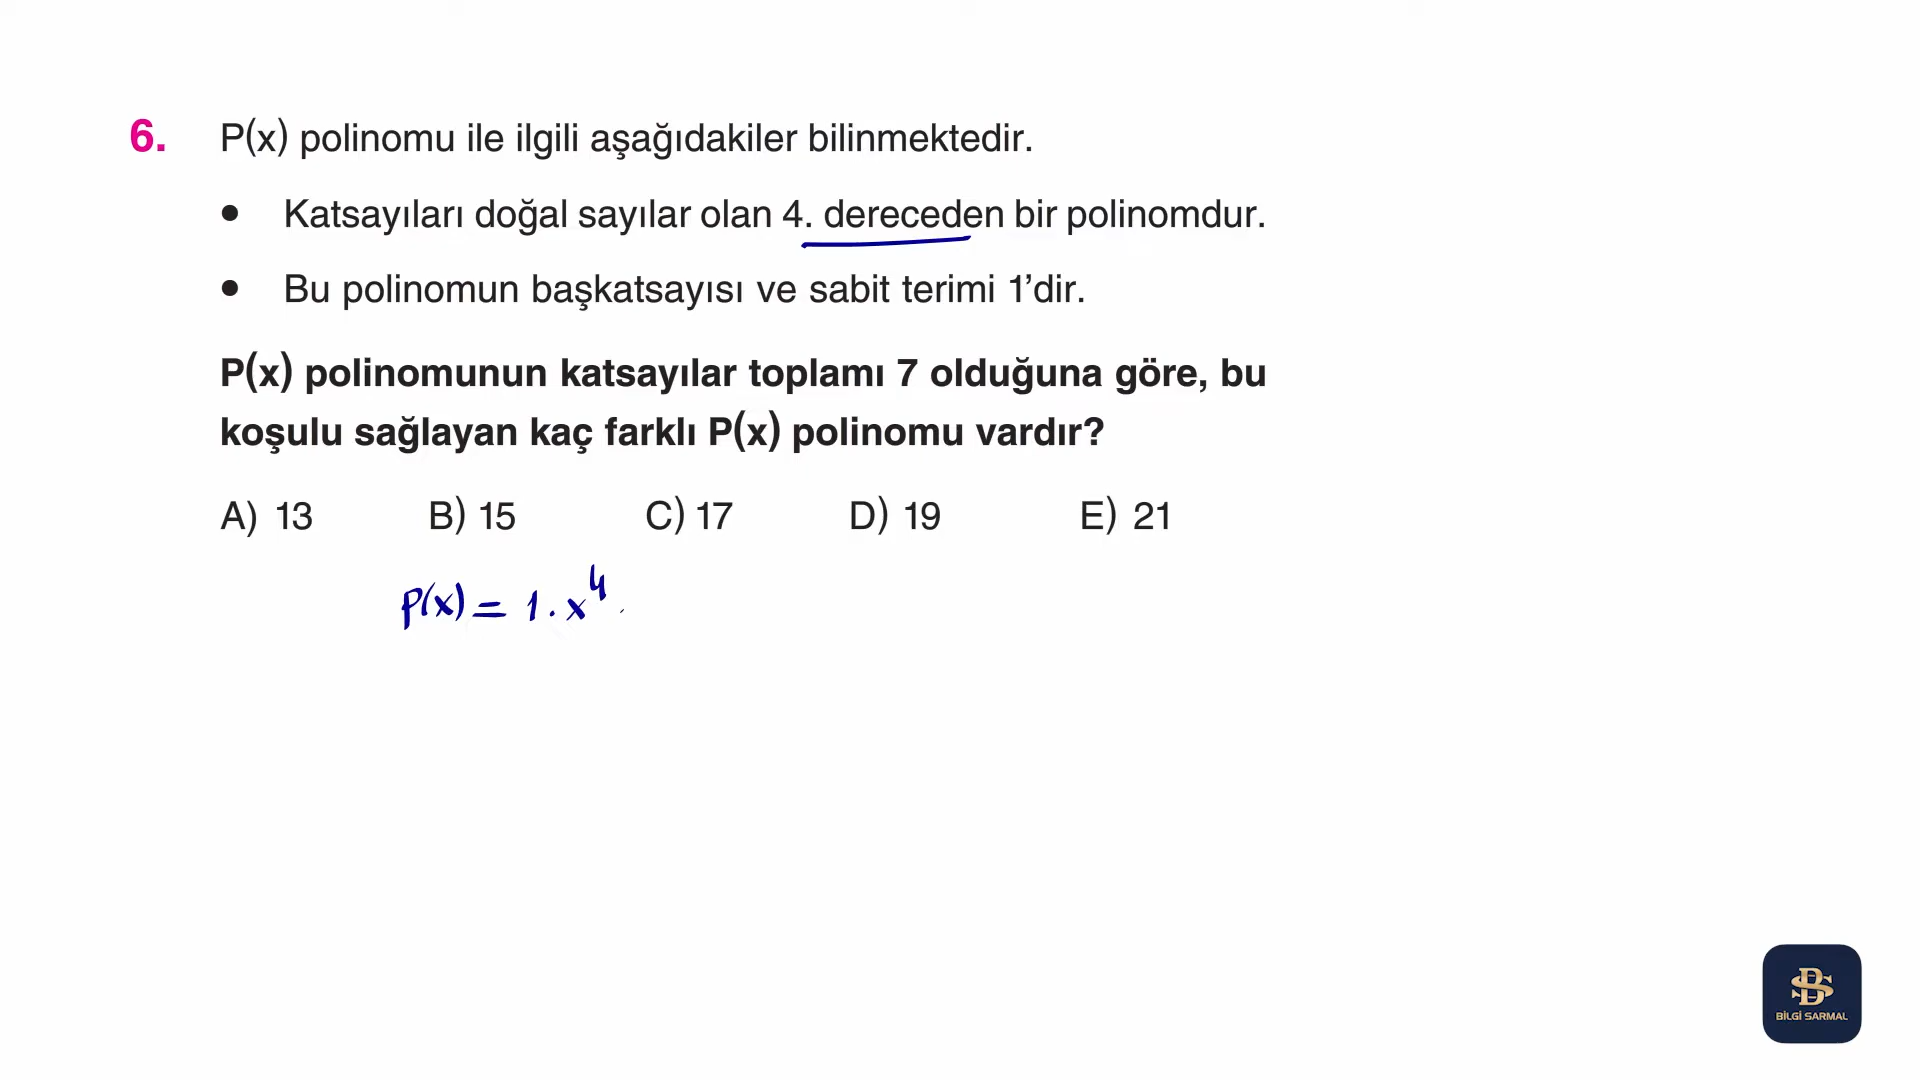 6. P(x) polinomu ile ilgili aşağıdakiler bilinmektedir.
• Katsayıları doğal sayılar olan 4. dereceden bir polinomdur.
• Bu polinomun başkatsayısı ve sabit terimi 1’dir.
P(x) polinomunun katsayılar toplamı 7 olduğuna göre, bu
koşulu sağlayan kaç farklı P(x) polinomu vardır?
A) 13 B) 15 C) 17 D) 19 E) 21
P(x) = 1.x⁴
BS
BİLGİ SARMAL